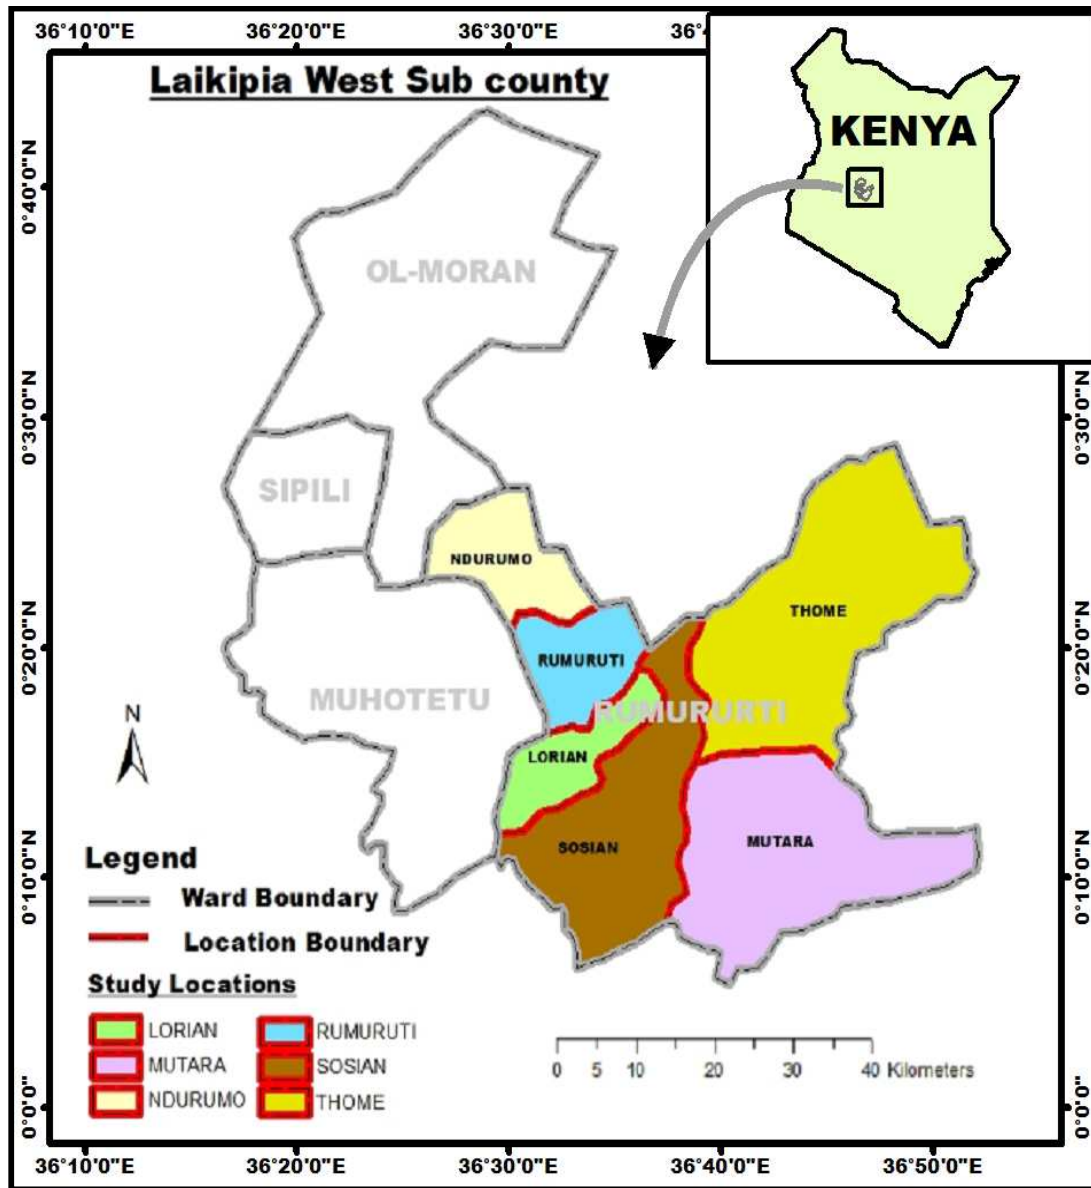 36°10'0"E 36°20'0"E 36°30'0"E 36°4
Laikipia West Sub county
KENYA
0°40'0"N
OL-MORAN
0°30'0"N
0°30'0"N
SIPILI
NDURUMO
THOME
0°20'0"N
0°20'0"N
RUMURUTI
MUHOTETU
RUMURURTI
N
LORIAN
MUTARA
SOSIAN
Legend
0°10'0"N
0°10'0"N
Ward Boundary
Location Boundary
Study Locations
LORIAN RUMURUTI
MUTARA SOSIAN
NDURUMO THOME
0 5 10 20 30 40 Kilometers
0°0'0"
0°0'0"
36°10'0"E 36°20'0"E 36°30'0"E 36°40'0"E 36°50'0"E